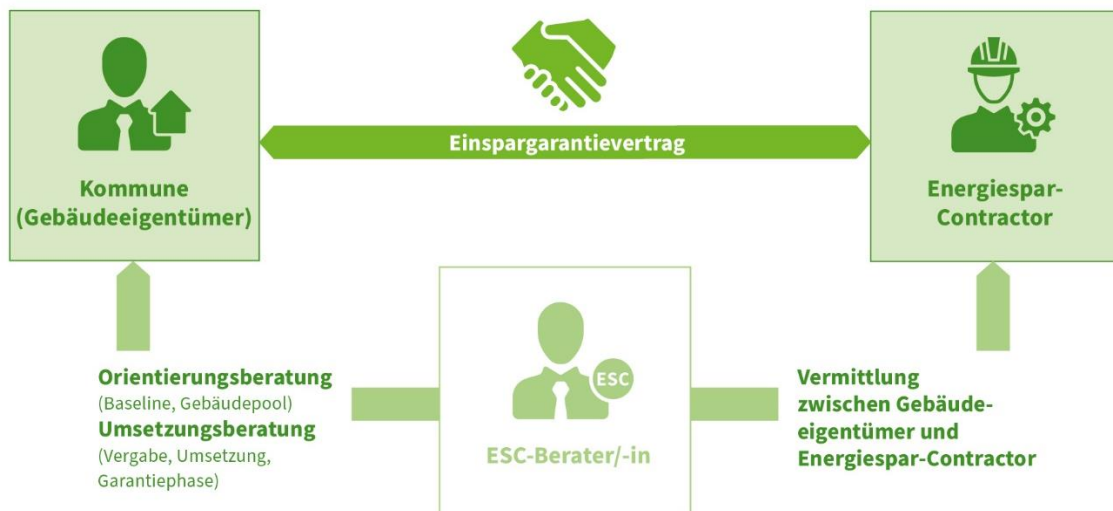 Einspargarantievertrag
Kommune
(Gebäudeeigentümer)
Energiespar-
Contractor
Orientierungsberatung
(Baseline, Gebäudepool)
Umsetzungsberatung
(Vergabe, Umsetzung,
Garantiephase)
ESC
ESC-Berater/-in
Vermittlung
zwischen Gebäude-
eigentümer und
Energiespar-Contractor